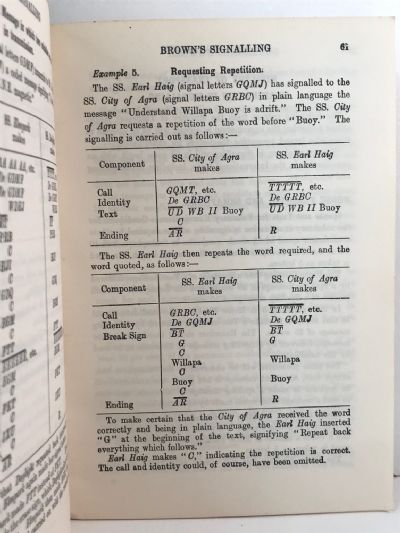 BROWN'S SIGNALLING 61
Example 5. Requesting Repetition.
The SS. Earl Haig (signal letters GQMJ) has signalled to the
SS. City of Agra (signal letters GRBC) in plain language the
message "Understand Willapa Buoy is adrift." The SS. City
of Agra requests a repetition of the word before "Buoy." The
signalling is carried out as follows:—
Component SS. City of Agra makes SS. Earl Haig makes
Call GQMT, etc. TTTTT, etc.
Identity De GRBC De GRBC
Text UD WB II Buoy UD WB II Buoy
Ending AR R
The SS. Earl Haig then repeats the word required, and the
word quoted, as follows:—
Component SS. Earl Haig makes SS. City of Agra makes
Call GRBC, etc. TTTTT, etc.
Identity De GQMJ De GQMJ
Break Sign BT BT
G G
C
Willapa Willapa
C
Buoy Buoy
C
Ending AR R
To make certain that the City of Agra received the word
correctly and being in plain language, the Earl Haig inserted
"G" at the beginning of the text, signifying "Repeat back
everything which follows."
Earl Haig makes "C," indicating the repetition is correct.
The call and identity could, of course, have been omitted.